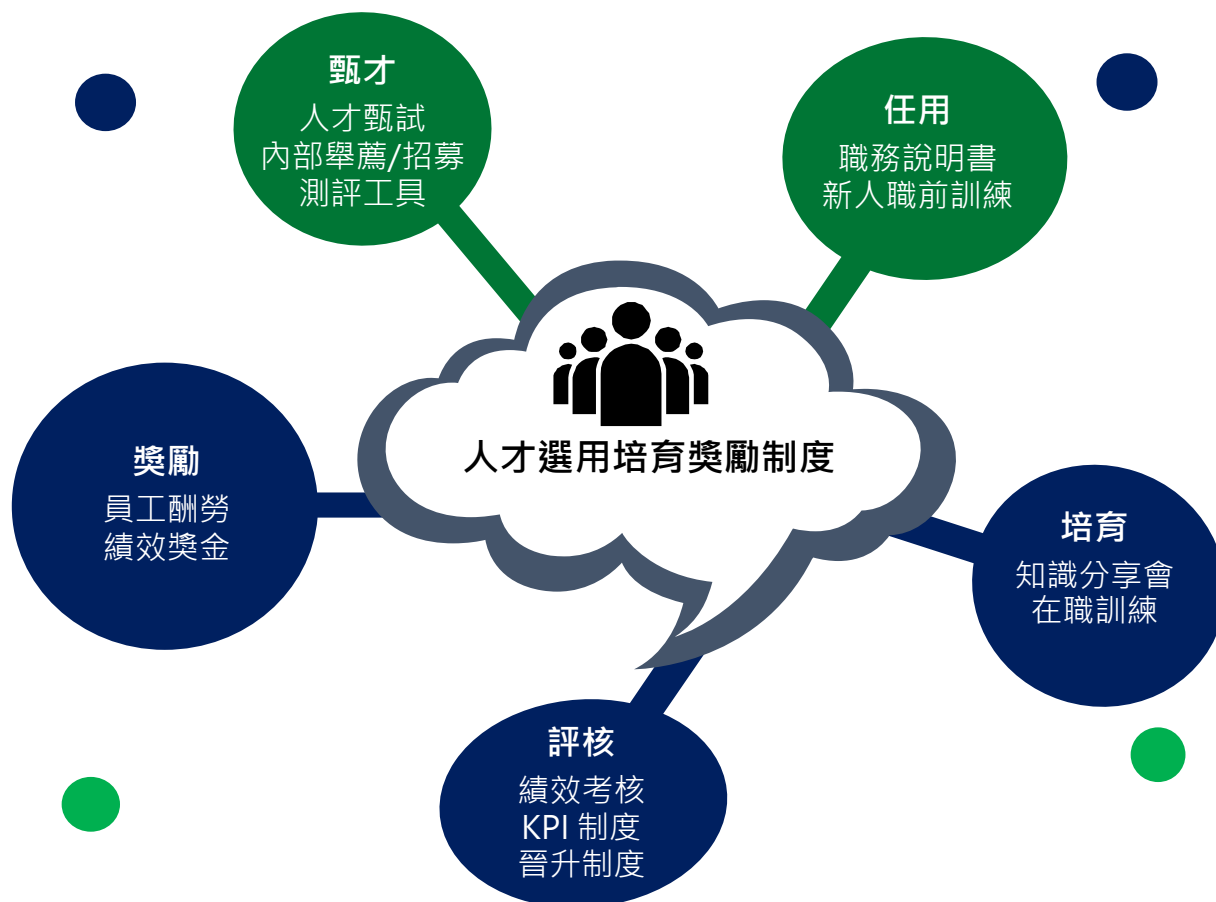 甄才
人才甄試
內部舉薦/招募
測評工具
任用
職務說明書
新人職前訓練
人才選用培育獎勵制度
獎勵
員工酬勞
績效獎金
培育
知識分享會
在職訓練
評核
績效考核
KPI 制度
晉升制度